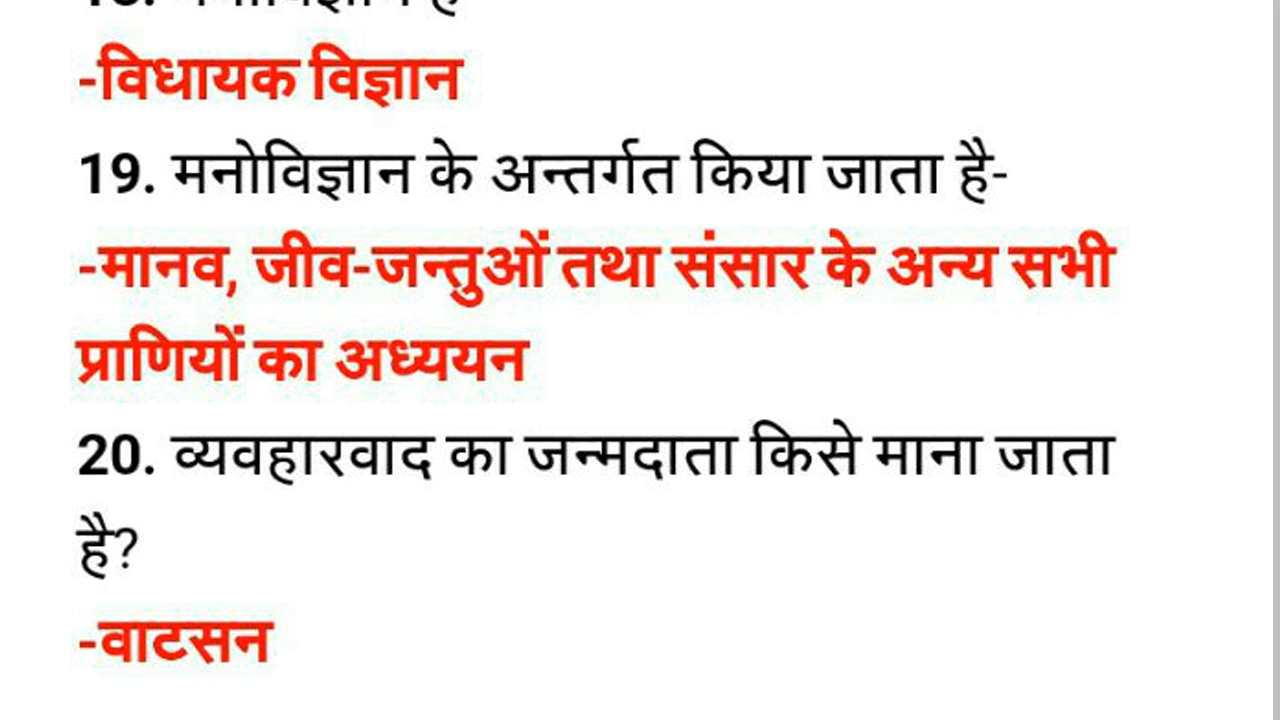 -विधायक विज्ञान
19. मनोविज्ञान के अन्तर्गत किया जाता है-
-मानव, जीव-जन्तुओं तथा संसार के अन्य सभी
प्राणियों का अध्ययन
20. व्यवहारवाद का जन्मदाता किसे माना जाता
है?
-वाटसन